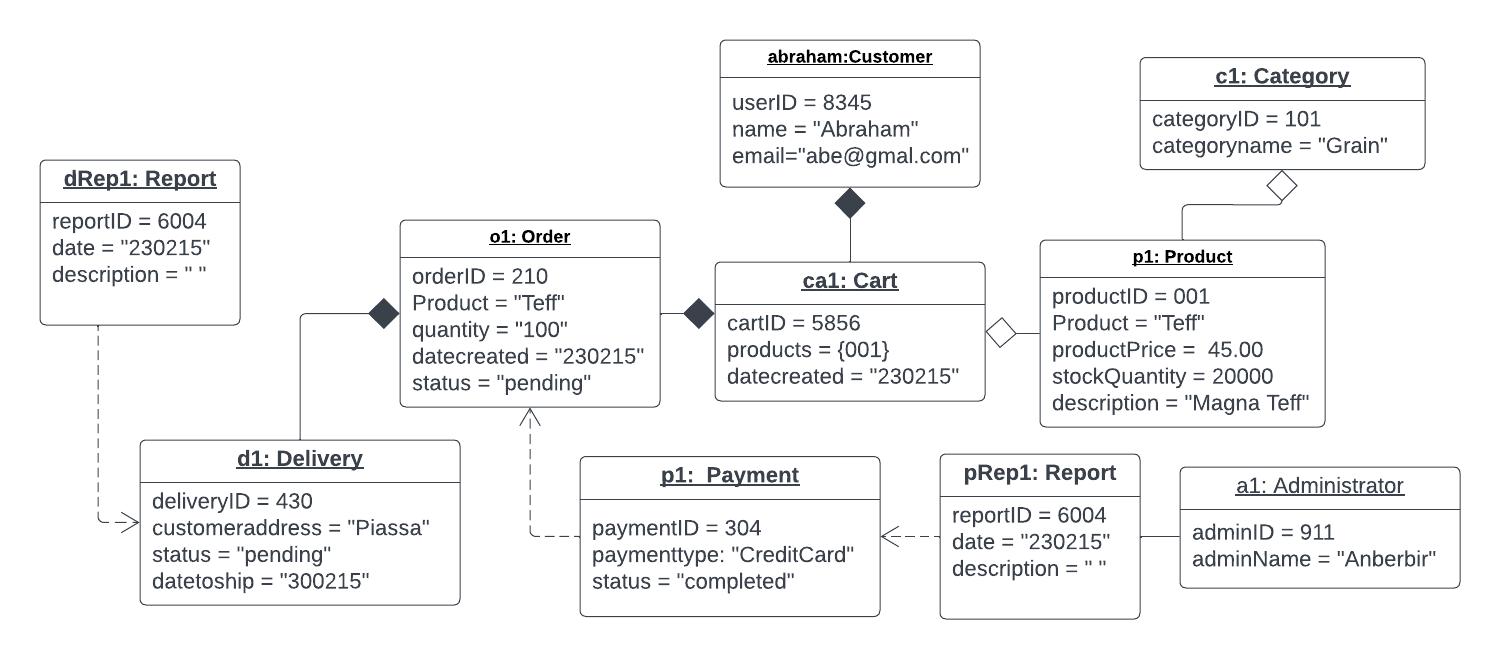 abraham:Customer
userID = 8345
name = "Abraham"
email="abe@gmal.com"
c1: Category
categoryID = 101
categoryname = "Grain"
dRep1: Report
reportID = 6004
date = "230215"
description = " "
o1: Order
orderID = 210
Product = "Teff"
quantity = "100"
datecreated = "230215"
status = "pending"
ca1: Cart
cartID = 5856
products = {001}
datecreated = "230215"
p1: Product
productID = 001
Product = "Teff"
productPrice =  45.00
stockQuantity = 20000
description = "Magna Teff"
d1: Delivery
deliveryID = 430
customeraddress = "Piassa"
status = "pending"
datetoship = "300215"
p1:  Payment
paymentID = 304
paymenttype: "CreditCard"
status = "completed"
pRep1: Report
reportID = 6004
date = "230215"
description = " "
a1: Administrator
adminID = 911
adminName = "Anberbir"